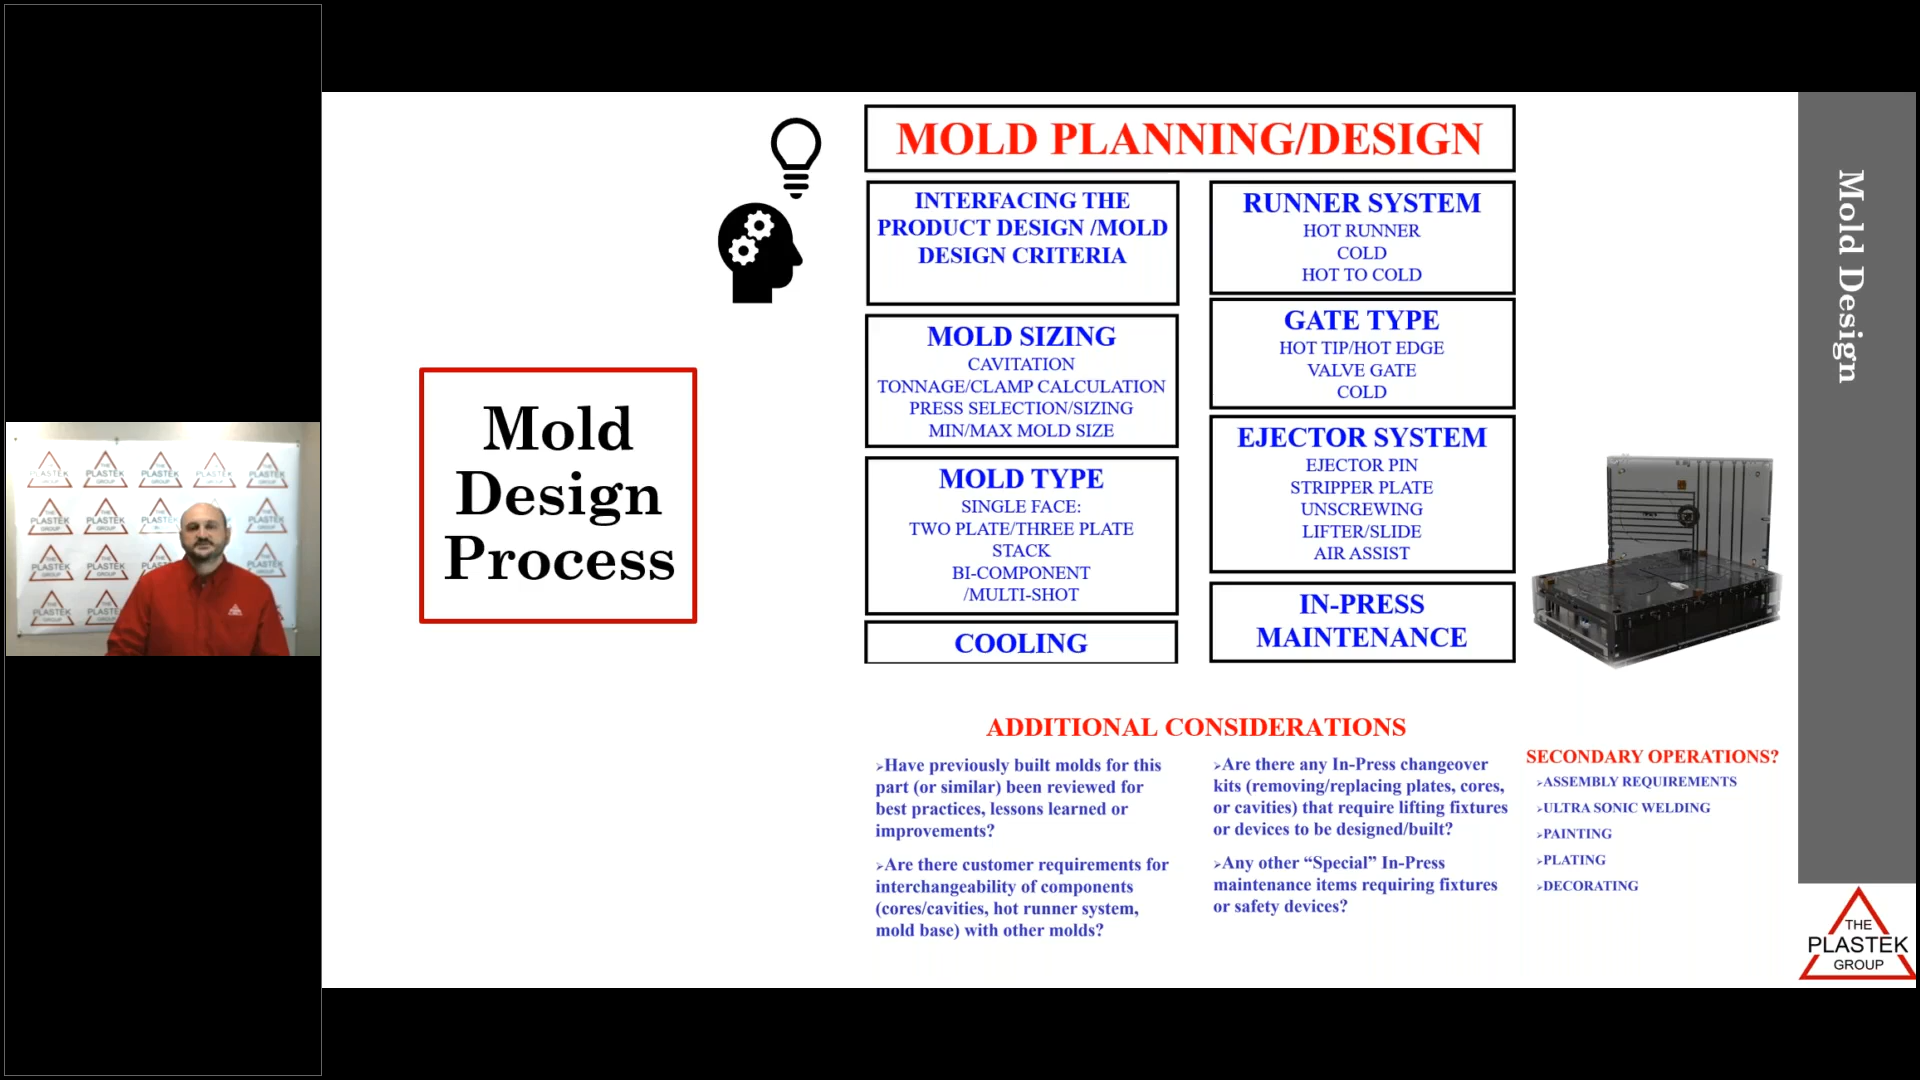 Mold
Design
Process
MOLD PLANNING/DESIGN
INTERFACING THE
PRODUCT DESIGN /MOLD
DESIGN CRITERIA
MOLD SIZING
CAVITATION
TONNAGE/CLAMP CALCULATION
PRESS SELECTION/SIZING
MIN/MAX MOLD SIZE
MOLD TYPE
SINGLE FACE:
TWO PLATE/THREE PLATE
STACK
BI-COMPONENT
/MULTI-SHOT
COOLING
RUNNER SYSTEM
HOT RUNNER
COLD
HOT TO COLD
GATE TYPE
HOT TIP/HOT EDGE
VALVE GATE
COLD
EJECTOR SYSTEM
EJECTOR PIN
STRIPPER PLATE
UNSCREWING
LIFTER/SLIDE
AIR ASSIST
IN-PRESS
MAINTENANCE
ADDITIONAL CONSIDERATIONS
➢Have previously built molds for this
part (or similar) been reviewed for
best practices, lessons learned or
improvements?
➢Are there customer requirements for
interchangeability of components
(cores/cavities, hot runner system,
mold base) with other molds?
➢Are there any In-Press changeover
kits (removing/replacing plates, cores,
or cavities) that require lifting fixtures
or devices to be designed/built?
➢Any other “Special” In-Press
maintenance items requiring fixtures
or safety devices?
SECONDARY OPERATIONS?
➢ASSEMBLY REQUIREMENTS
➢ULTRA SONIC WELDING
➢PAINTING
➢PLATING
➢DECORATING
Mold Design
THE
PLASTEK
GROUP